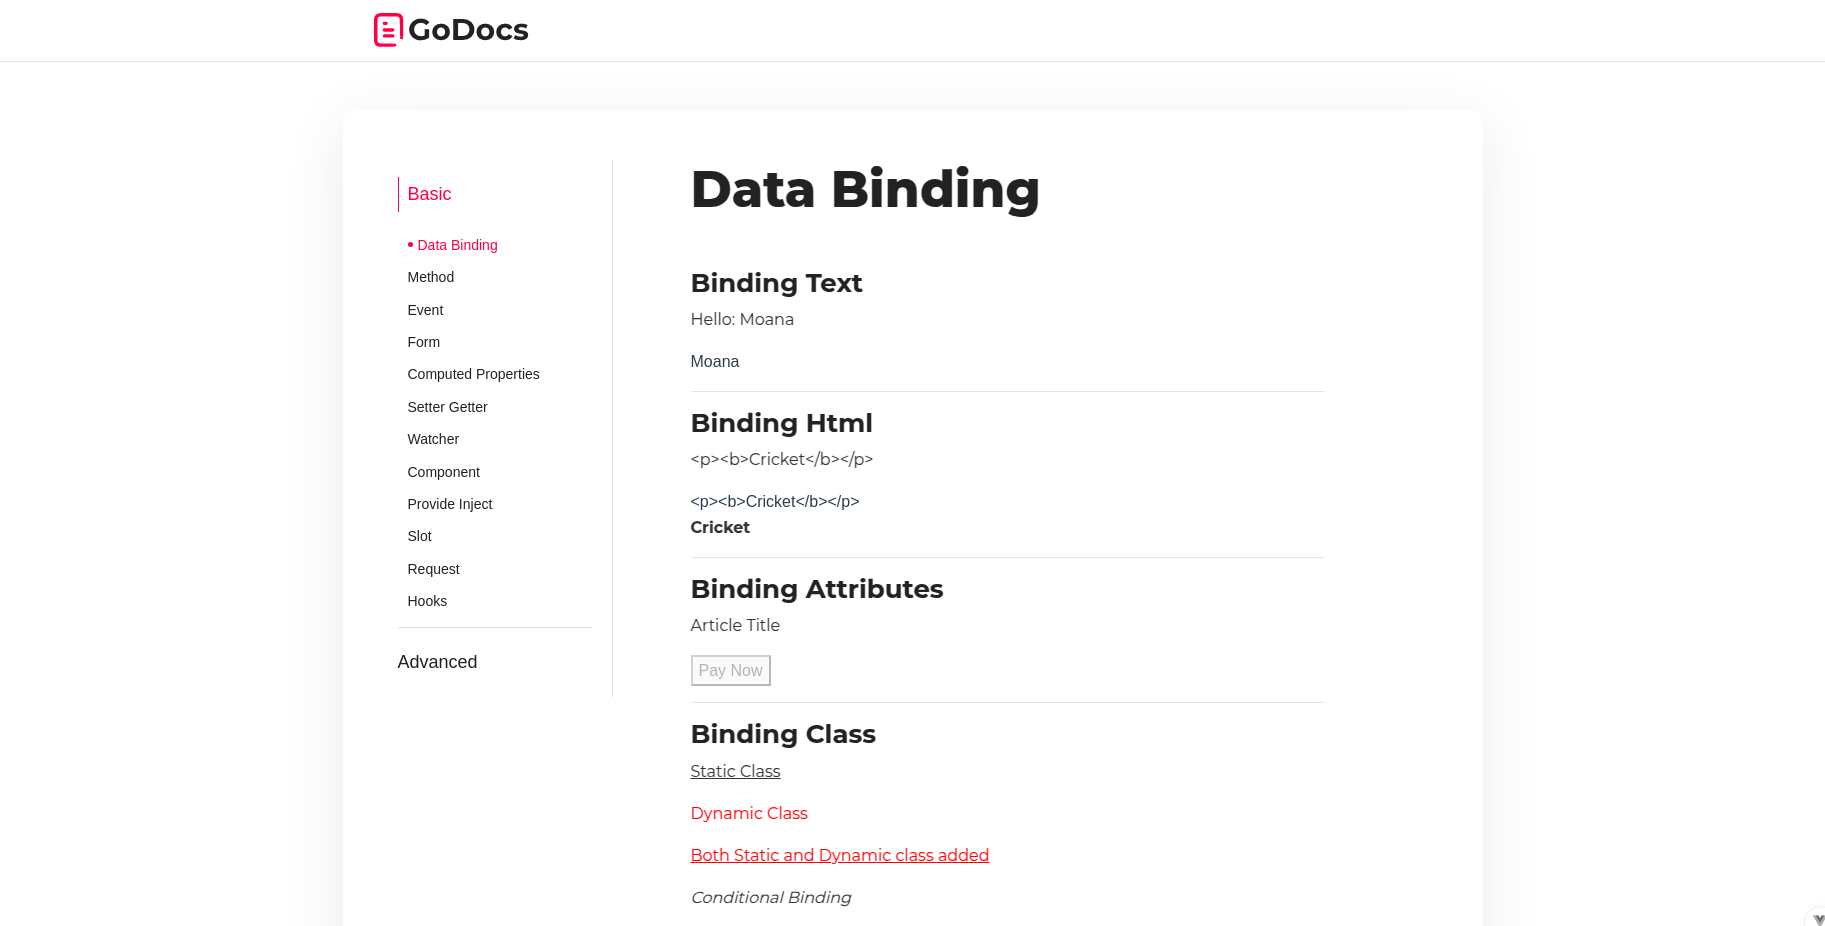 GoDocs
Basic
Data Binding
Method
Event
Form
Computed Properties
Setter Getter
Watcher
Component
Provide Inject
Slot
Request
Hooks
Advanced
Data Binding
Binding Text
Hello: Moana
Moana
Binding Html
<p><b>Cricket</b></p>
<p><b>Cricket</b></p>
Cricket
Binding Attributes
Article Title
Pay Now
Binding Class
Static Class
Dynamic Class
Both Static and Dynamic class added
Conditional Binding